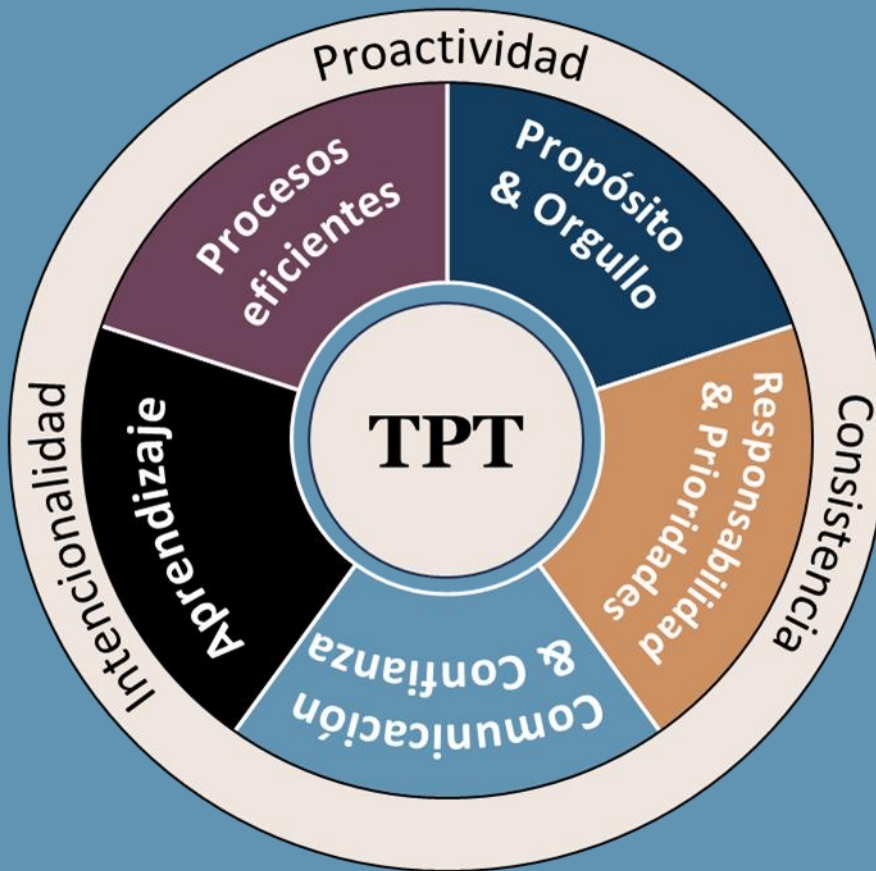 Proactividad
Procesos
eficientes
Propósito
& Orgullo
TPT
Responsabilidad
& Prioridades
Consistencia
Comunicación
& Confianza
Aprendizaje
Intencionalidad